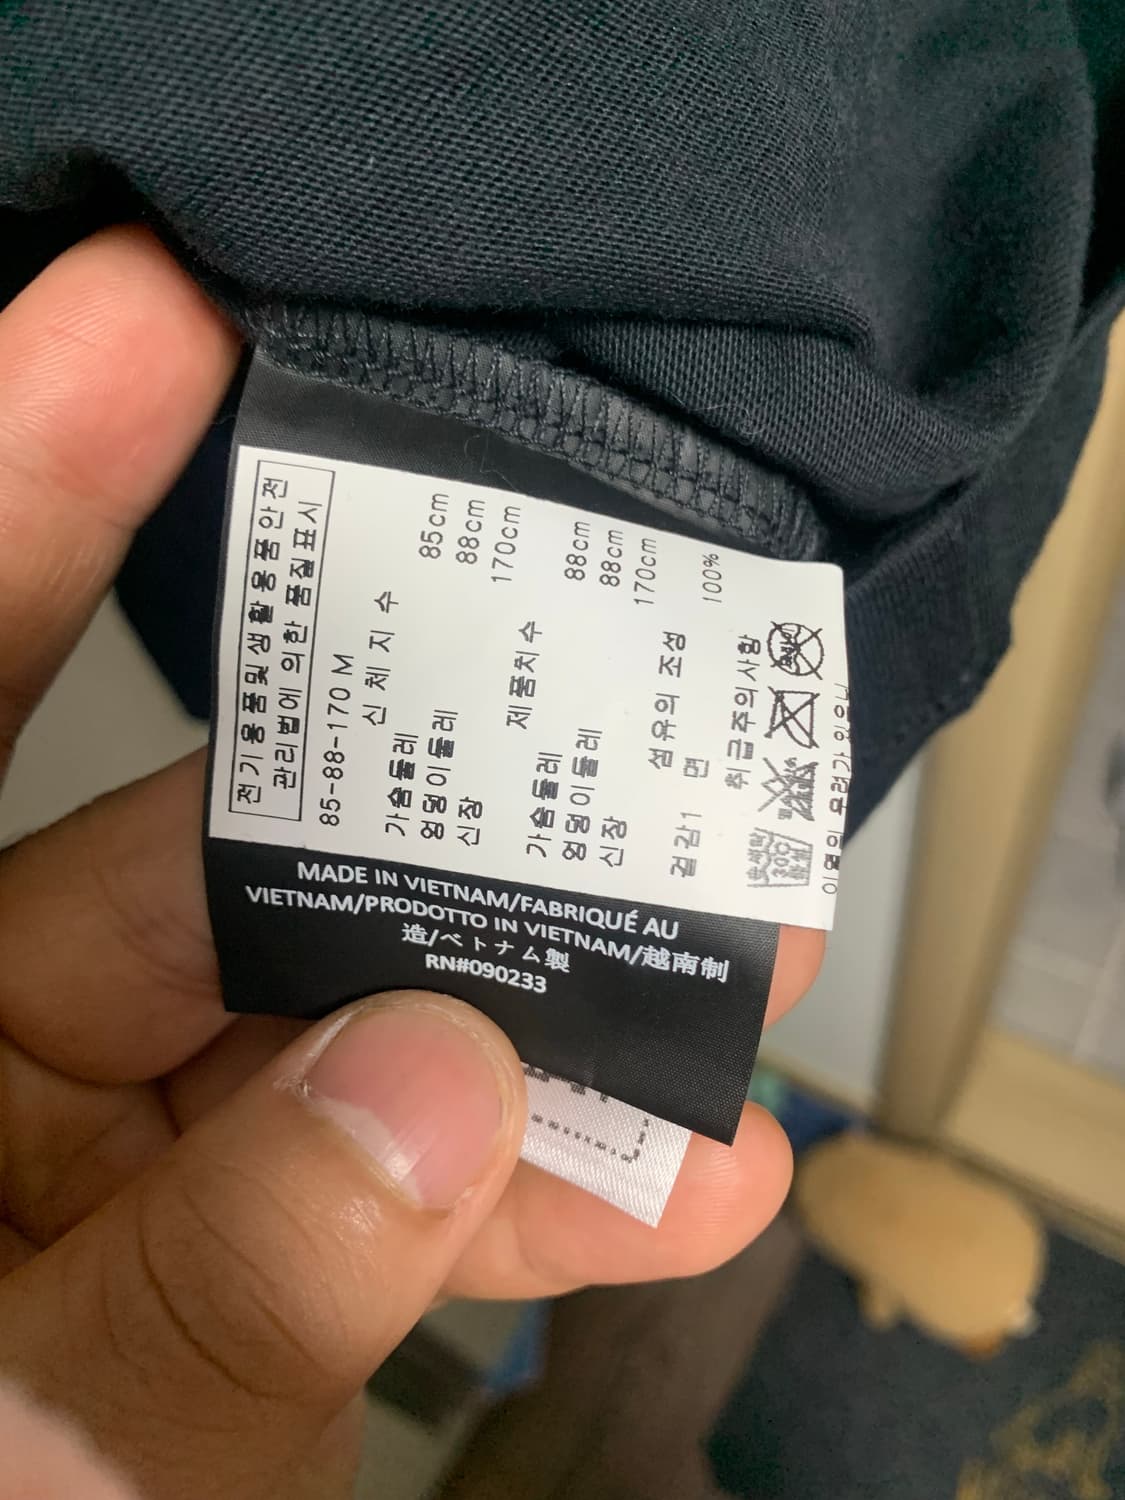 전기용품및생활용품안전
관리법에 의한 품질표시
85-88-170 M
신체치수
가슴둘레 85cm
엉덩이둘레 88cm
신장 170cm
제품치수
가슴둘레 88cm
엉덩이둘레 88cm
신장 170cm
섬유의 조성
겉감1 면 100%
취급주의사항
MADE IN VIETNAM/FABRIQUÉ AU
VIETNAM/PRODOTTO IN VIETNAM/越南制
造/ベトナム製
RN#090233